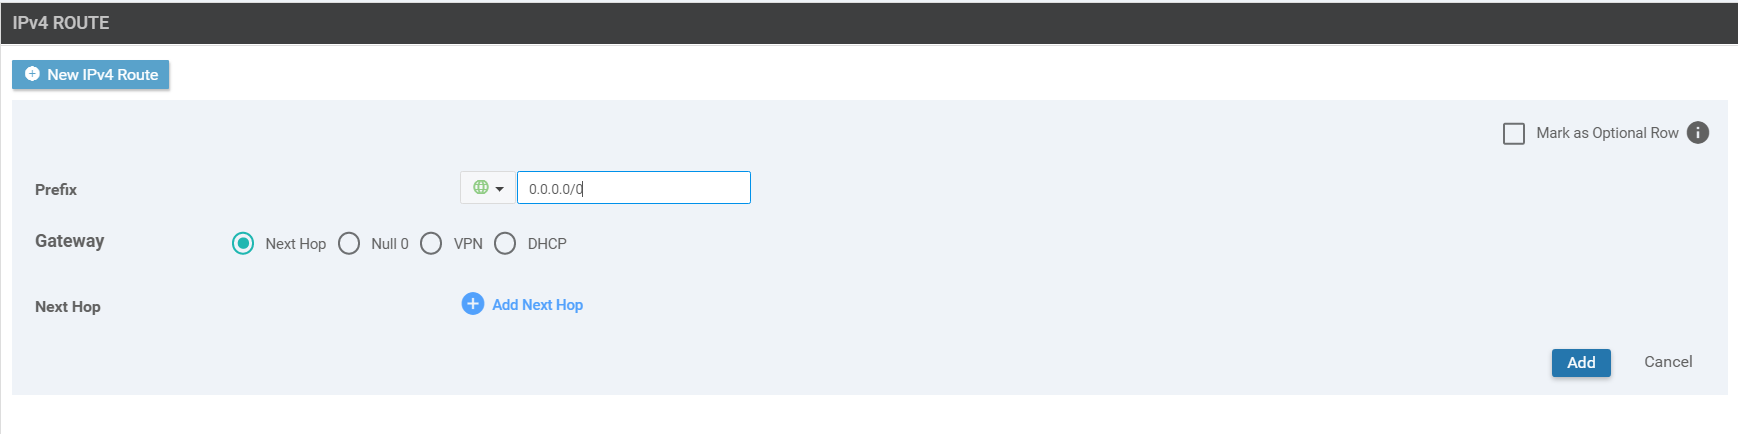 IPv4 ROUTE
New IPv4 Route
Mark as Optional Row
Prefix
0.0.0.0/0
Gateway
Next Hop Null 0 VPN DHCP
Next Hop
Add Next Hop
Add Cancel